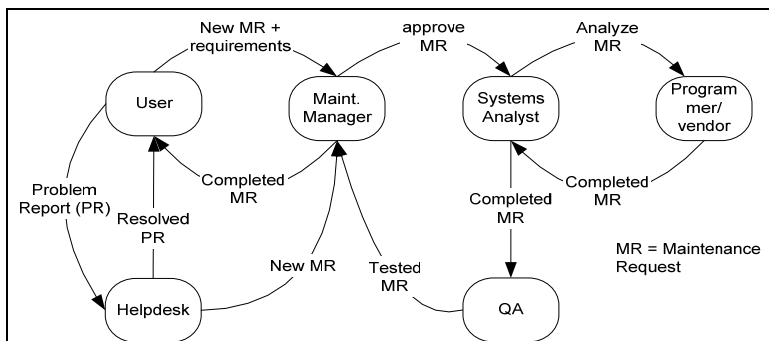 New MR +
requirements
approve
MR
Analyze
MR
User
Maint.
Manager
Systems
Analyst
Program
mer/
vendor
Completed
MR
Problem
Report (PR)
Resolved
PR
Completed
MR
Completed
MR
New MR
Tested
MR
MR = Maintenance
Request
Helpdesk
QA